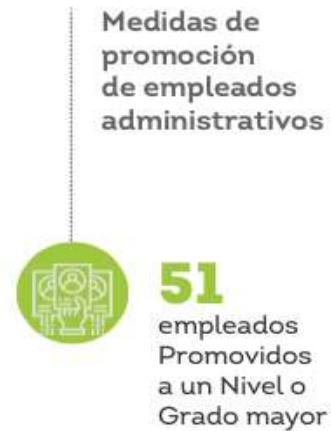 Medidas de
promoción
de empleados
administrativos
51
empleados
Promovidos
a un Nivel o
Grado mayor